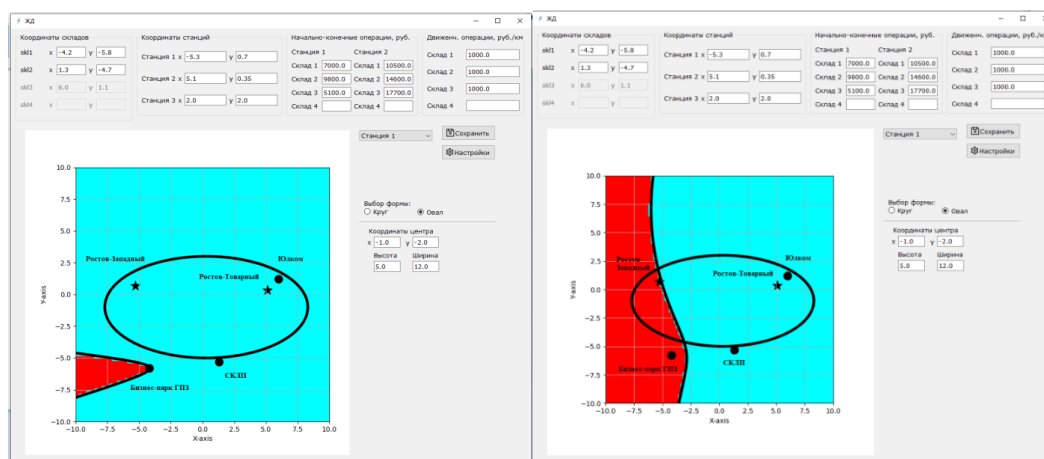 ЖД
Координаты складов
skl1 x -4.2 y -5.8
skl2 x 1.3 y -4.7
skl3 x 6.0 y 1.1
skl4 x y
Координаты станций
Станция 1 x -5.3 y 0.7
Станция 2 x 5.1 y 0.35
Станция 3 x 2.0 y 2.0
Начально-конечные операции, руб.
Станция 1 Станция 2
Склад 1 7000.0 Склад 1 10500.0
Склад 2 9800.0 Склад 2 14600.0
Склад 3 5100.0 Склад 3 17700.0
Склад 4 Склад 4
Движенч. операции, руб./км
Склад 1 1000.0
Склад 2 1000.0
Склад 3 1000.0
Склад 4
Станция 1
Сохранить
Настройки
Выбор формы:
Круг Овал
Координаты центра
x -1.0 y -2.0
Высота Ширина
5.0 12.0
10.0
7.5
5.0
2.5
0.0
−2.5
−5.0
−7.5
−10.0
Y-axis
Ростов-Западный
Ростов-Товарный
Юлком
Бизнес-парк ГПЗ
СКЛП
−10.0 −7.5 −5.0 −2.5 0.0 2.5 5.0 7.5 10.0
X-axis
ЖД
Координаты складов
skl1 x -4.2 y -5.8
skl2 x 1.3 y -4.7
skl3 x 6.0 y 1.1
skl4 x y
Координаты станций
Станция 1 x -5.3 y 0.7
Станция 2 x 5.1 y 0.35
Станция 3 x 2.0 y 2.0
Начально-конечные операции, руб.
Станция 1 Станция 2
Склад 1 7000.0 Склад 1 10500.0
Склад 2 9800.0 Склад 2 14600.0
Склад 3 5100.0 Склад 3 17700.0
Склад 4 Склад 4
Движенч. операции, руб./км
Склад 1 1000.0
Склад 2 1000.0
Склад 3 1000.0
Склад 4
Станция 1
Сохранить
Настройки
Выбор формы:
Круг Овал
Координаты центра
x -1.0 y -2.0
Высота Ширина
5.0 12.0
10.0
7.5
5.0
2.5
0.0
−2.5
−5.0
−7.5
−10.0
Y-axis
Ростов-
Западный
Ростов-Товарный
Юлком
Бизнес-парк ГПЗ
СКЛП
−10.0 −7.5 −5.0 −2.5 0.0 2.5 5.0 7.5 10.0
X-axis